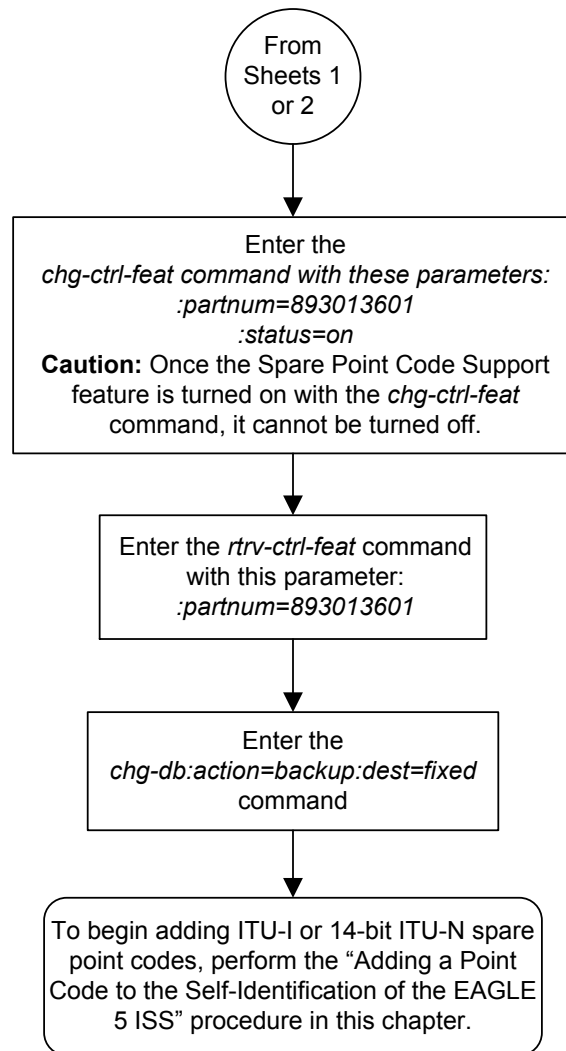 From
Sheets 1
or 2
Enter the
chg-ctrl-feat command with these parameters:
:partnum=893013601
:status=on
Caution: Once the Spare Point Code Support
feature is turned on with the chg-ctrl-feat
command, it cannot be turned off.
Enter the rtrv-ctrl-feat command
with this parameter:
:partnum=893013601
Enter the
chg-db:action=backup:dest=fixed
command
To begin adding ITU-I or 14-bit ITU-N spare
point codes, perform the “Adding a Point
Code to the Self-Identification of the EAGLE
5 ISS” procedure in this chapter.